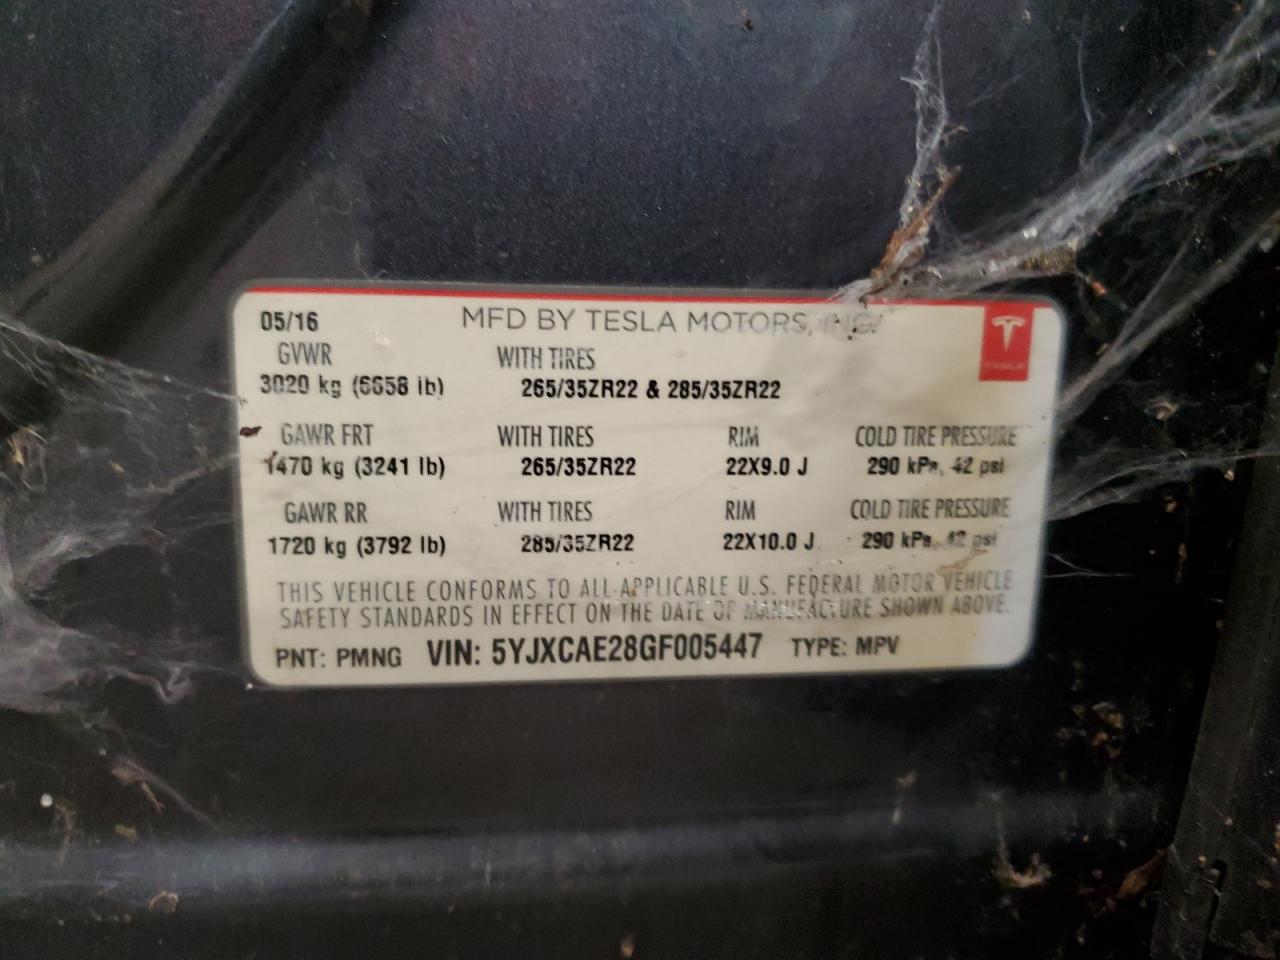 05/16 MFD BY TESLA MOTORS, INC.
GVWR WITH TIRES
3020 kg (6658 lb) 265/35ZR22 & 285/35ZR22
TESLA
GAWR FRT WITH TIRES RIM COLD TIRE PRESSURE
1470 kg (3241 lb) 265/35ZR22 22X9.0 J 290 kPa, 42 psi
GAWR RR WITH TIRES RIM COLD TIRE PRESSURE
1720 kg (3792 lb) 285/35ZR22 22X10.0 J 290 kPa, 42 psi
THIS VEHICLE CONFORMS TO ALL APPLICABLE U.S. FEDERAL MOTOR VEHICLE
SAFETY STANDARDS IN EFFECT ON THE DATE OF MANUFACTURE SHOWN ABOVE.
PNT: PMNG VIN: 5YJXCAE28GF005447 TYPE: MPV